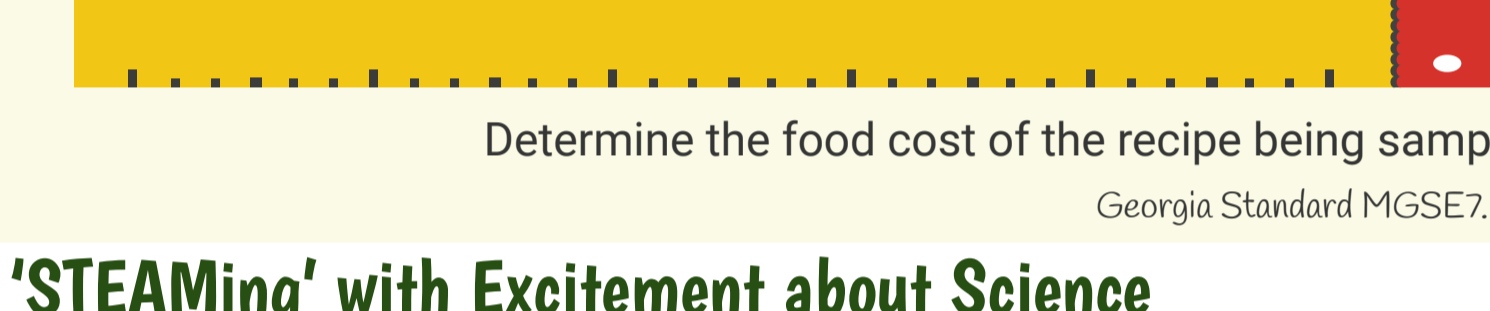 Determine the food cost of the recipe being samp
Georgia Standard MGSE7.
'STEAMing' with Excitement about Science